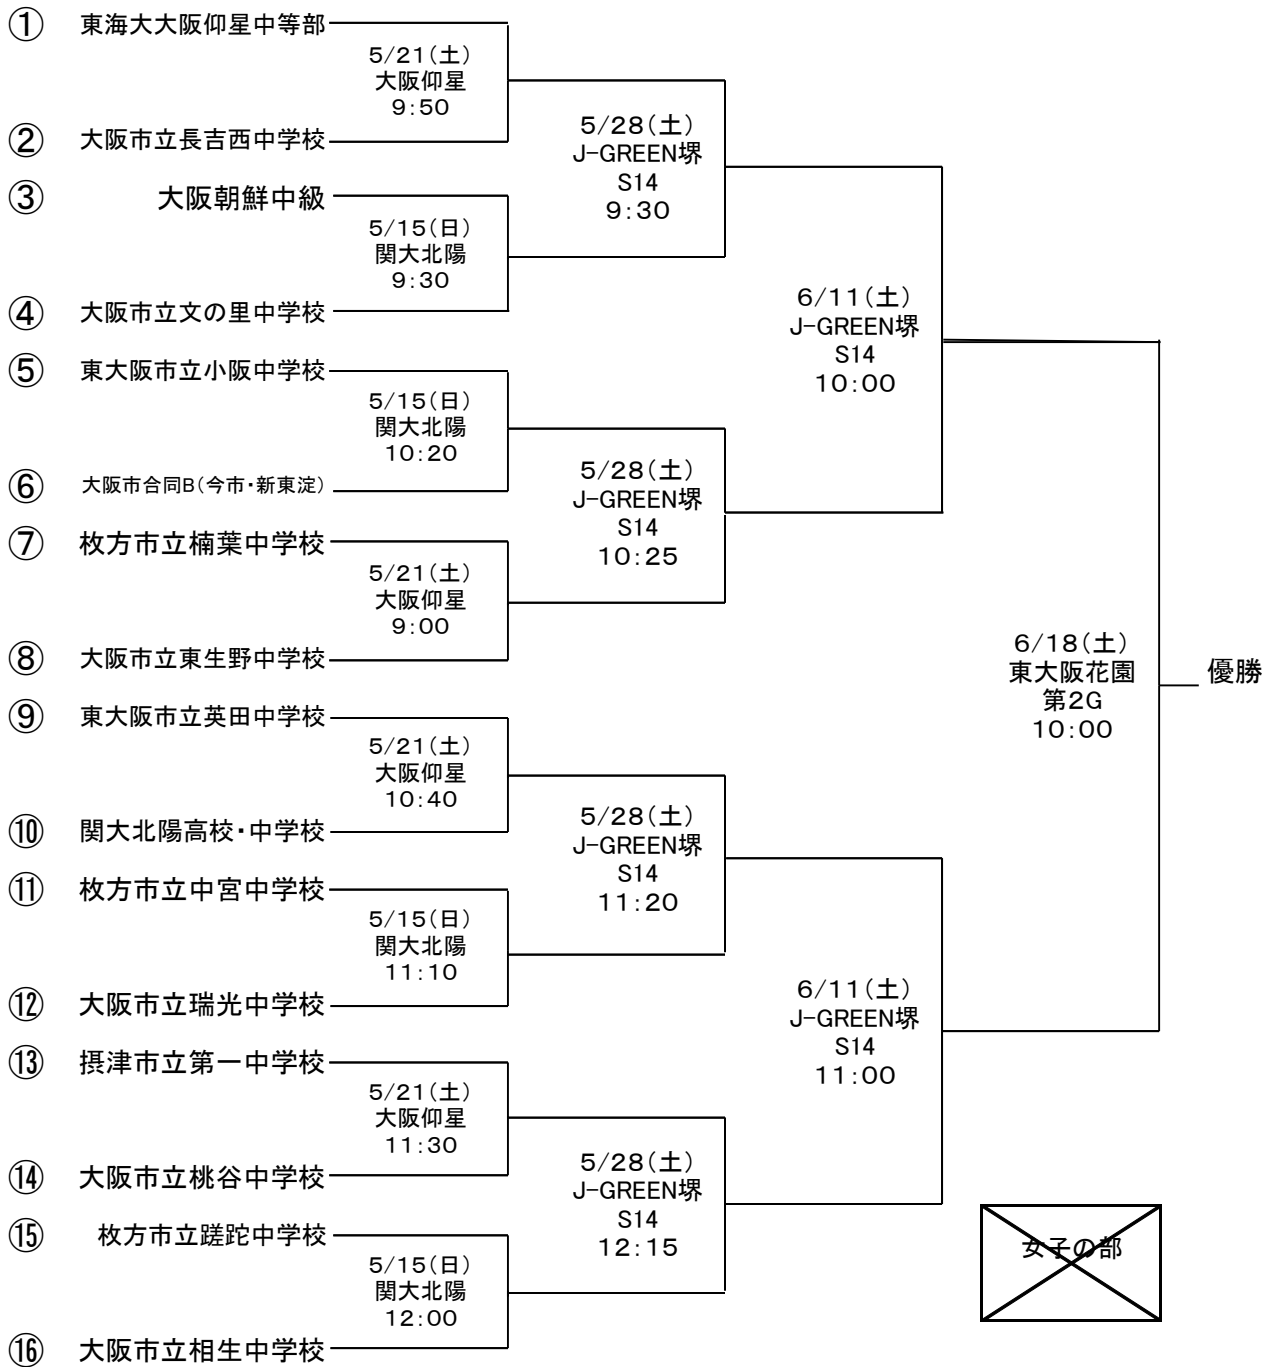 ① 東海大大阪仰星中等部
5/21(土)
大阪仰星
9:50
② 大阪市立長吉西中学校
5/28(土)
J-GREEN堺
S14
9:30
③ 大阪朝鮮中級
5/15(日)
関大北陽
9:30
④ 大阪市立文の里中学校
6/11(土)
J-GREEN堺
S14
10:00
⑤ 東大阪市立小阪中学校
5/15(日)
関大北陽
10:20
⑥ 大阪市合同B(今市・新東淀)
5/28(土)
J-GREEN堺
S14
10:25
⑦ 枚方市立楠葉中学校
5/21(土)
大阪仰星
9:00
⑧ 大阪市立東生野中学校
6/18(土)
東大阪花園
第2G
10:00
優勝
⑨ 東大阪市立英田中学校
5/21(土)
大阪仰星
10:40
⑩ 関大北陽高校・中学校
5/28(土)
J-GREEN堺
S14
11:20
⑪ 枚方市立中宮中学校
5/15(日)
関大北陽
11:10
⑫ 大阪市立瑞光中学校
6/11(土)
J-GREEN堺
S14
11:00
⑬ 摂津市立第一中学校
5/21(土)
大阪仰星
11:30
⑭ 大阪市立桃谷中学校
5/28(土)
J-GREEN堺
S14
12:15
⑮ 枚方市立蹉跎中学校
5/15(日)
関大北陽
12:00
⑯ 大阪市立相生中学校
女子の部